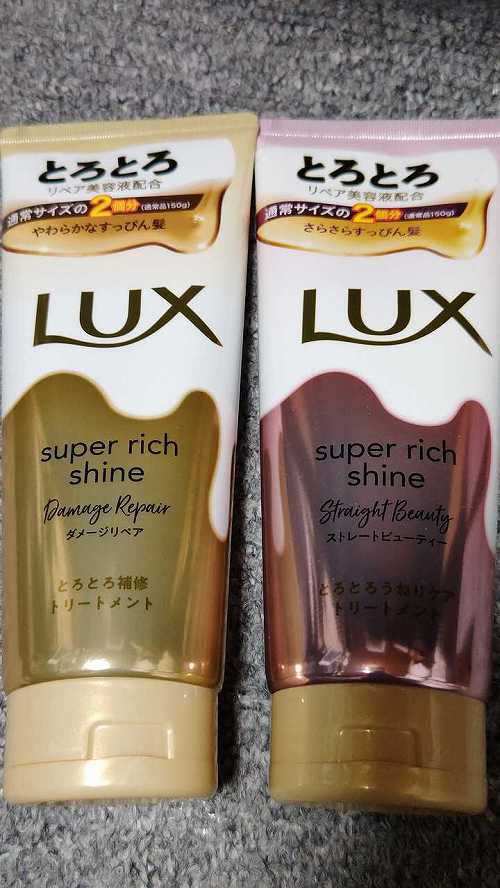 とろとろ
リペア美容液配合
通常サイズの2個分(通常品150g)
やわらかなすっぴん髪
LUX
super rich
shine
Damage Repair
ダメージリペア
とろとろ補修
トリートメント
とろとろ
リペア美容液配合
通常サイズの2個分(通常品150g)
さらさらすっぴん髪
LUX
super rich
shine
Straight Beauty
ストレートビューティー
とろとろうねりケア
トリートメント